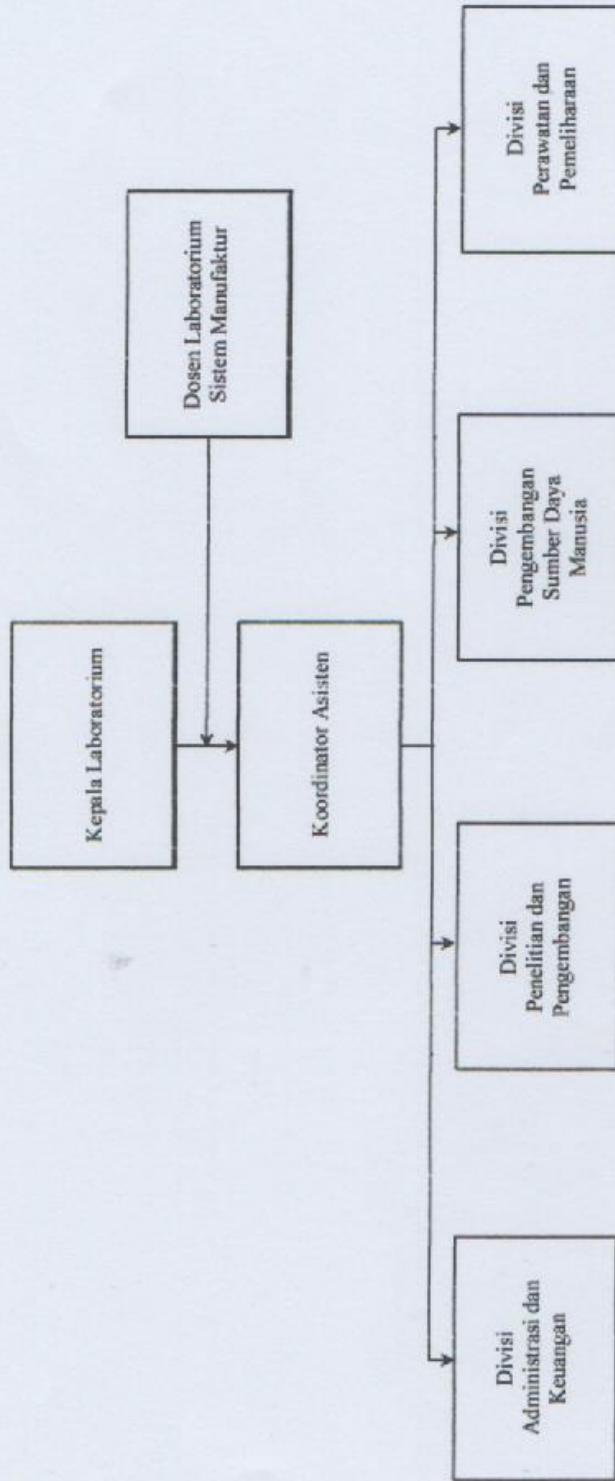 Kepala Laboratorium
Dosen Laboratorium
Sistem Manufaktur
Koordinator Asisten
Divisi
Administrasi dan
Keuangan
Divisi
Penelitian dan
Pengembangan
Divisi
Pengembangan
Sumber Daya
Manusia
Divisi
Perawatan dan
Pemeliharaan